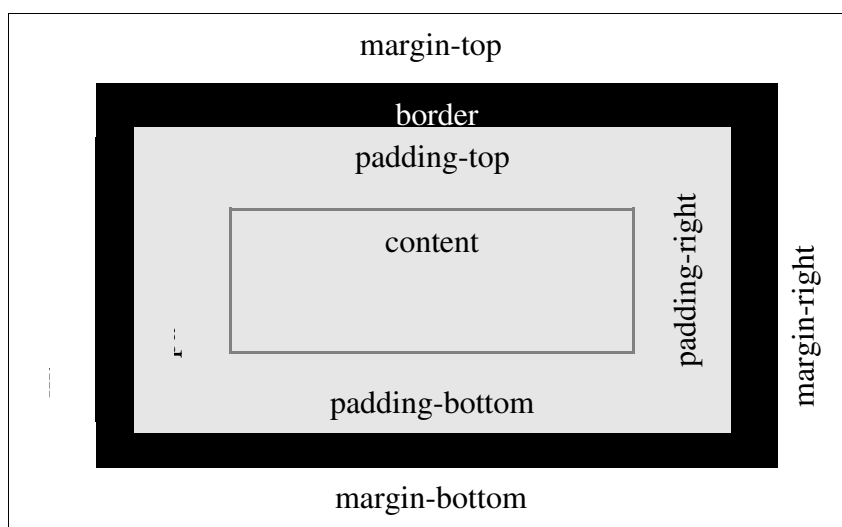 margin-top
border
padding-top
content
padding-right
margin-right
padding-bottom
margin-bottom